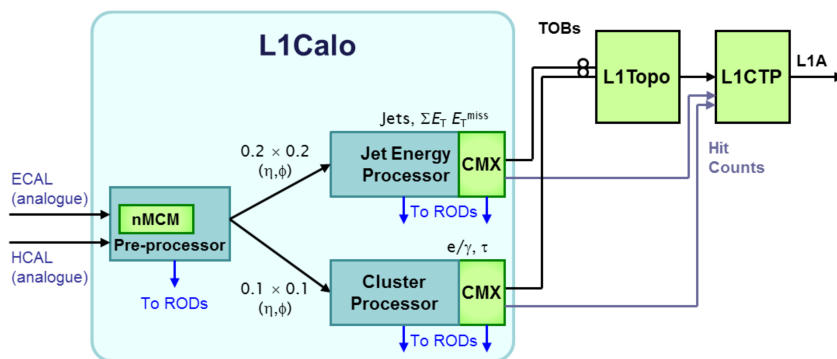 L1Calo
TOBs
L1Topo
L1CTP
L1A
Jets, ΣE_T E_T^miss
0.2 × 0.2
(η,ϕ)
Jet Energy
Processor
CMX
Hit
Counts
To RODs
ECAL
(analogue)
nMCM
Pre-processor
HCAL
(analogue)
To RODs
0.1 × 0.1
(η,ϕ)
e/γ, τ
Cluster
Processor
CMX
To RODs